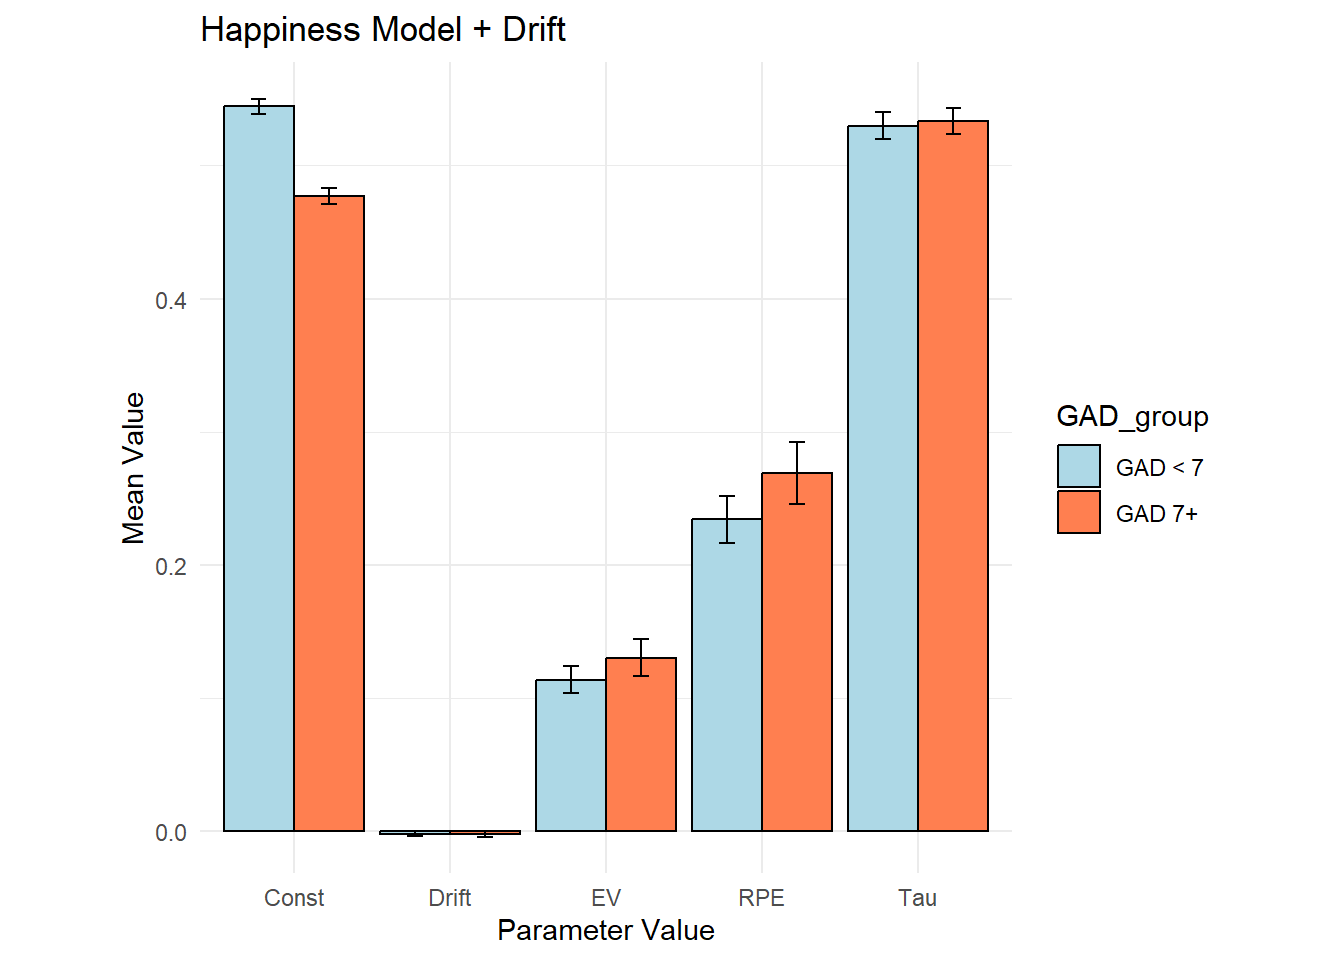 Happiness Model + Drift
Mean Value
0.4
0.2
0.0
Const
Drift
EV
RPE
Tau
Parameter Value
GAD_group
GAD < 7
GAD 7+